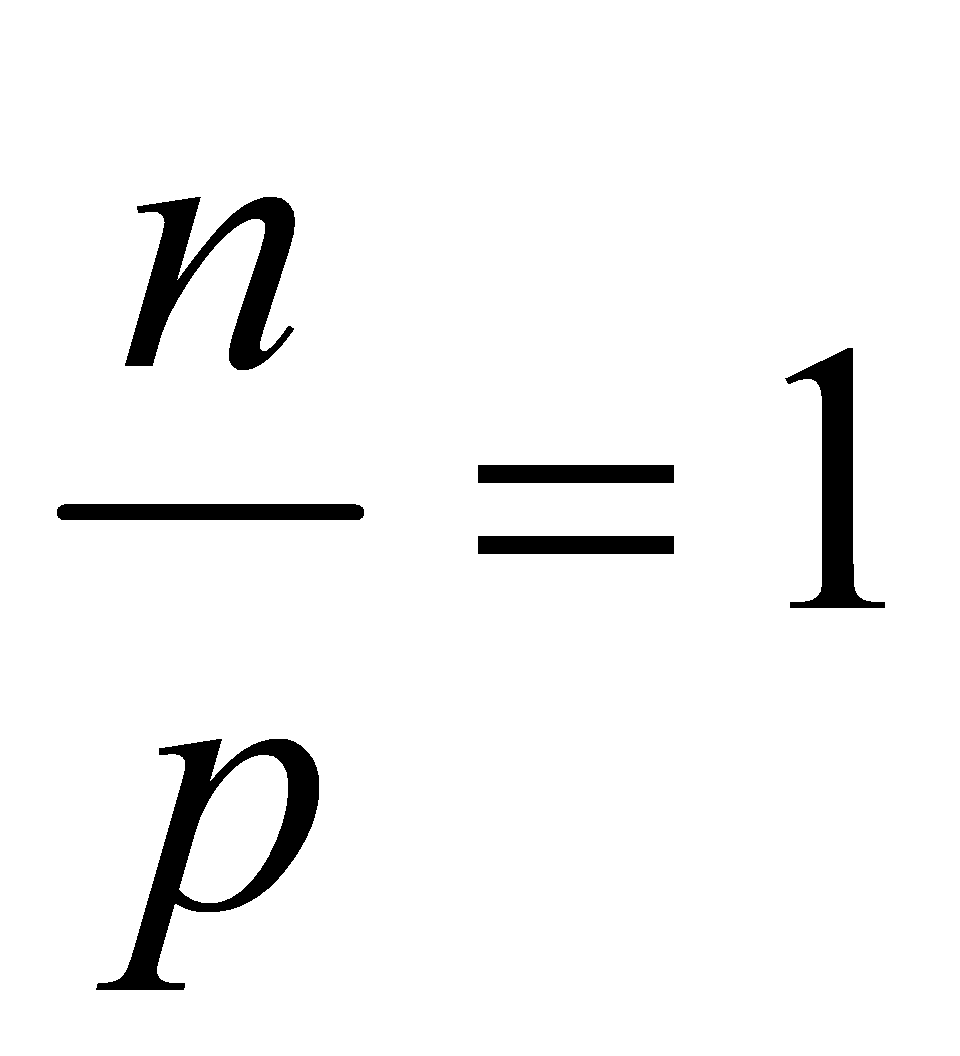 n/p = 1